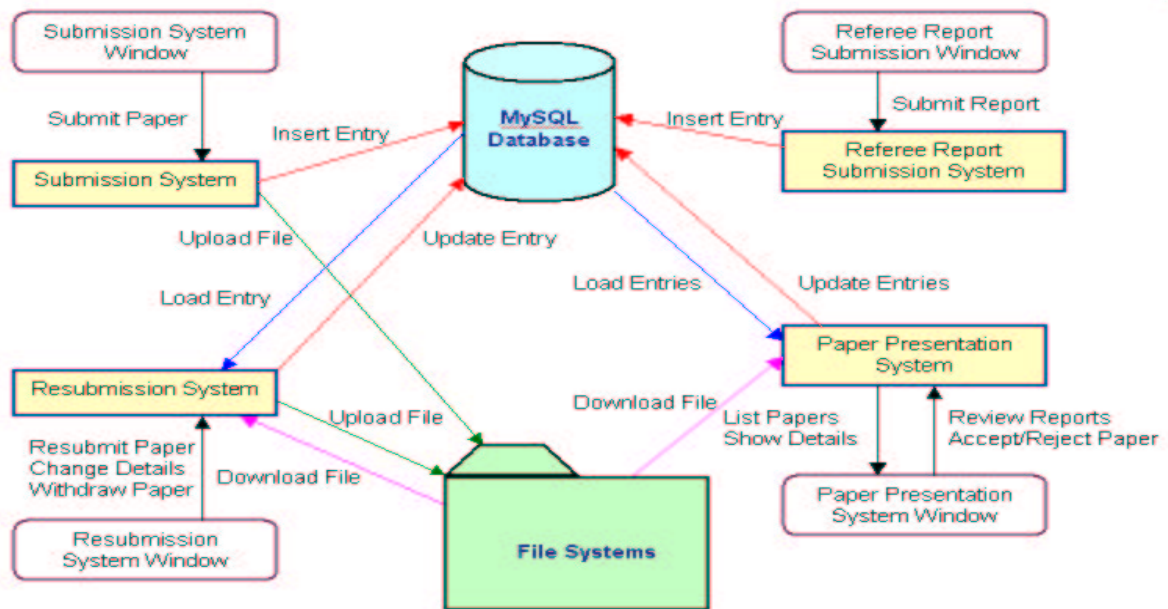 Submission System
Window
Referee Report
Submission Window
Submit Paper
Insert Entry
MySQL
Database
Insert Entry
Submit Report
Submission System
Referee Report
Submission System
Upload File
Update Entry
Load Entry
Load Entries
Update Entries
Resubmission System
Paper Presentation
System
Upload File
Download File
List Papers
Show Details
Review Reports
Accept/Reject Paper
Resubmit Paper
Change Details
Withdraw Paper
Download File
Resubmission
System Window
File Systems
Paper Presentation
System Window